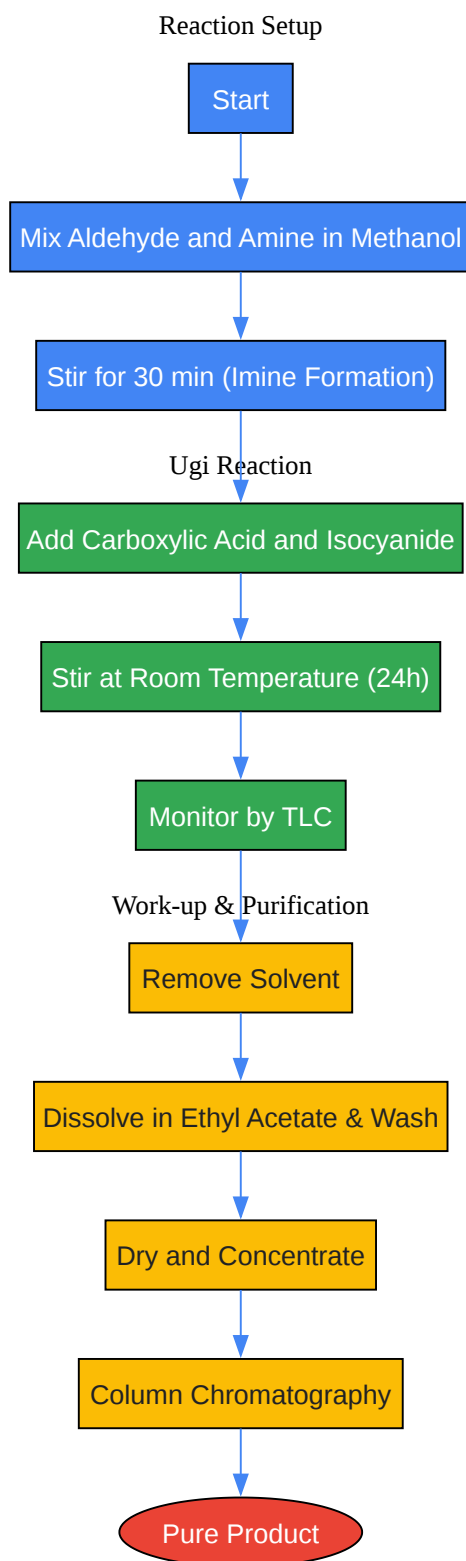 Reaction Setup
Start
Mix Aldehyde and Amine in Methanol
Stir for 30 min (Imine Formation)
Ugi Reaction
Add Carboxylic Acid and Isocyanide
Stir at Room Temperature (24h)
Monitor by TLC
Work-up & Purification
Remove Solvent
Dissolve in Ethyl Acetate & Wash
Dry and Concentrate
Column Chromatography
Pure Product